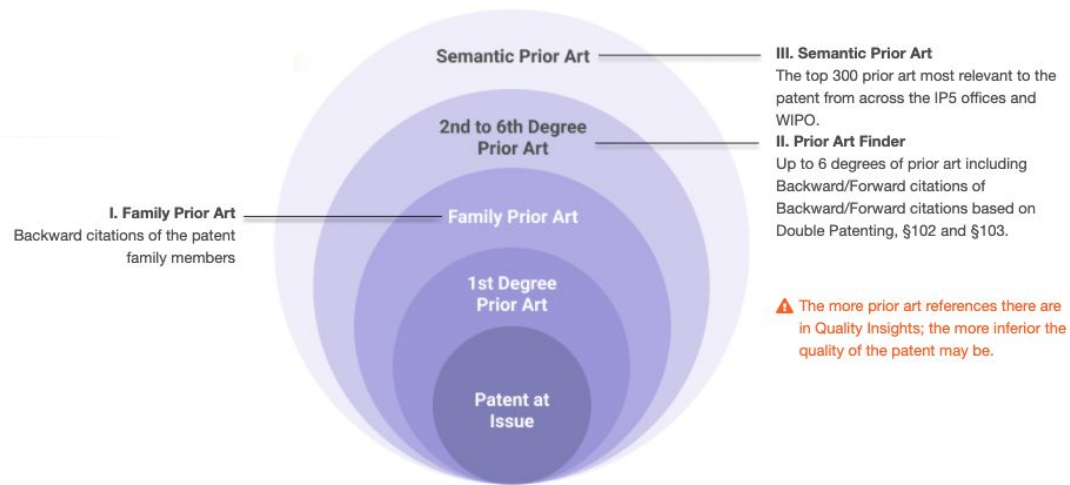 Semantic Prior Art
2nd to 6th Degree
Prior Art
Family Prior Art
1st Degree
Prior Art
Patent at
Issue
I. Family Prior Art
Backward citations of the patent
family members
III. Semantic Prior Art
The top 300 prior art most relevant to the
patent from across the IP5 offices and
WIPO.
II. Prior Art Finder
Up to 6 degrees of prior art including
Backward/Forward citations of
Backward/Forward citations based on
Double Patenting, §102 and §103.
The more prior art references there are
in Quality Insights; the more inferior the
quality of the patent may be.